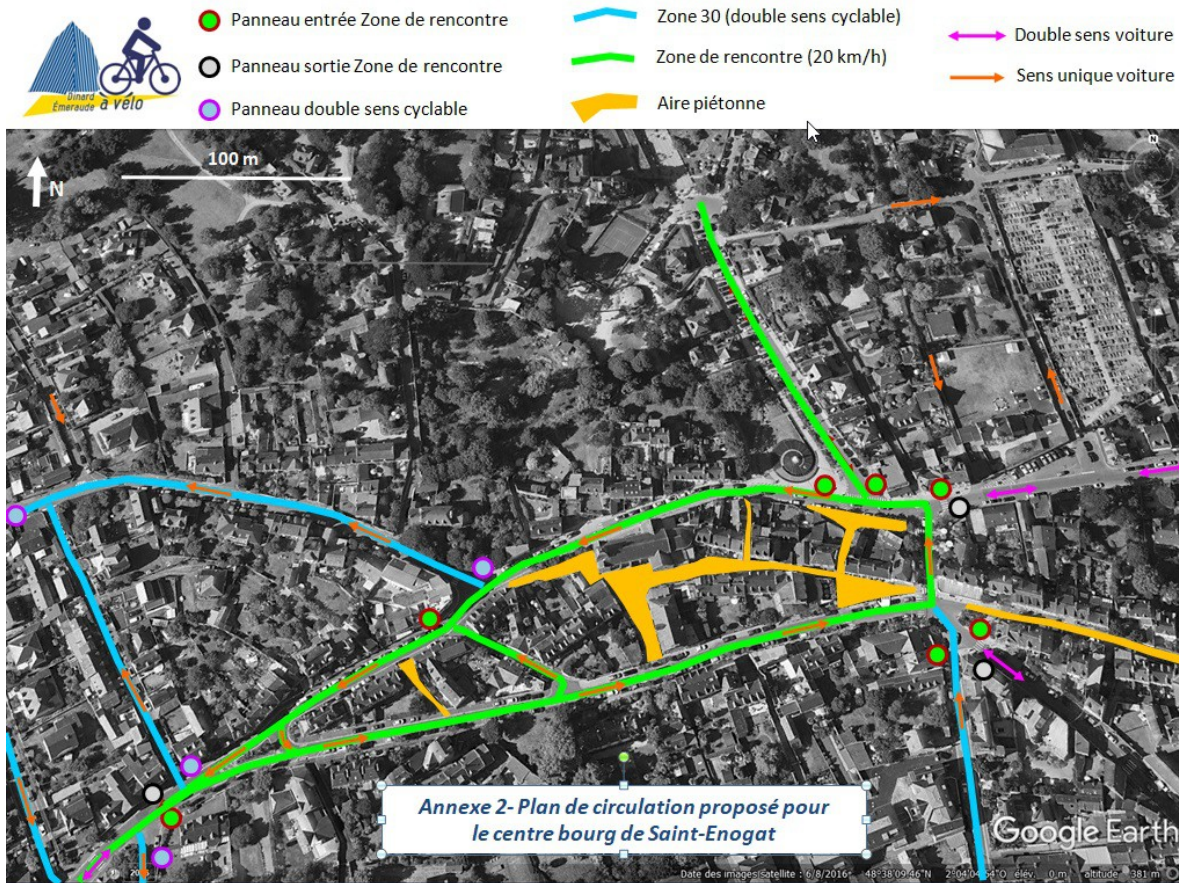 Dinard
Émeraude à vélo
Panneau entrée Zone de rencontre
Panneau sortie Zone de rencontre
Panneau double sens cyclable
Zone 30 (double sens cyclable)
Zone de rencontre (20 km/h)
Aire piétonne
Double sens voiture
Sens unique voiture
100 m
N
N
Annexe 2- Plan de circulation proposé pour
le centre bourg de Saint-Enogat
Google Earth
Date des images satellite : 6/8/2016 48°38'09.46"N élév. 0 m altitude 381 m